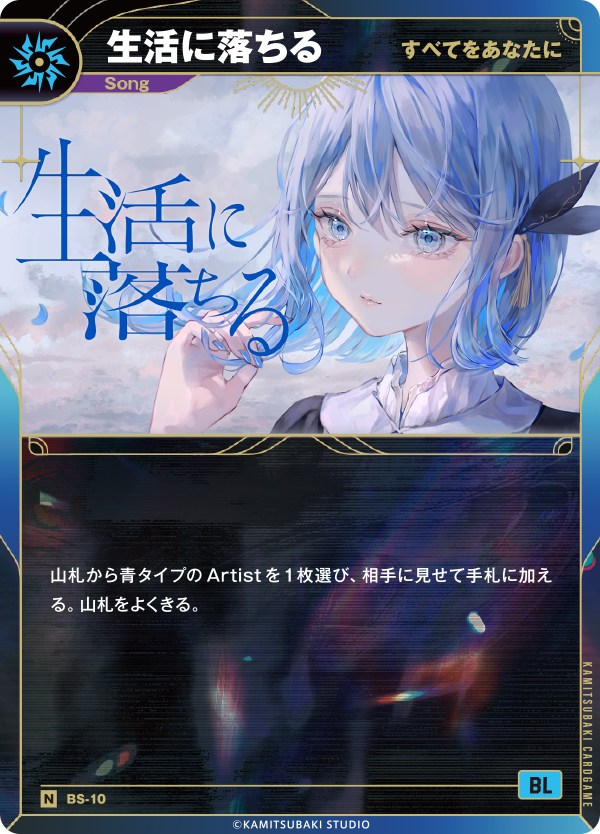 生活に落ちる
すべてをあなたに
Song
生活に
落ちる
山札から青タイプのArtistを1枚選び、相手に見せて手札に加え
る。山札をよくきる。
KAMITSUBAKI CARDGAME
BL
N BS-10
©KAMITSUBAKI STUDIO